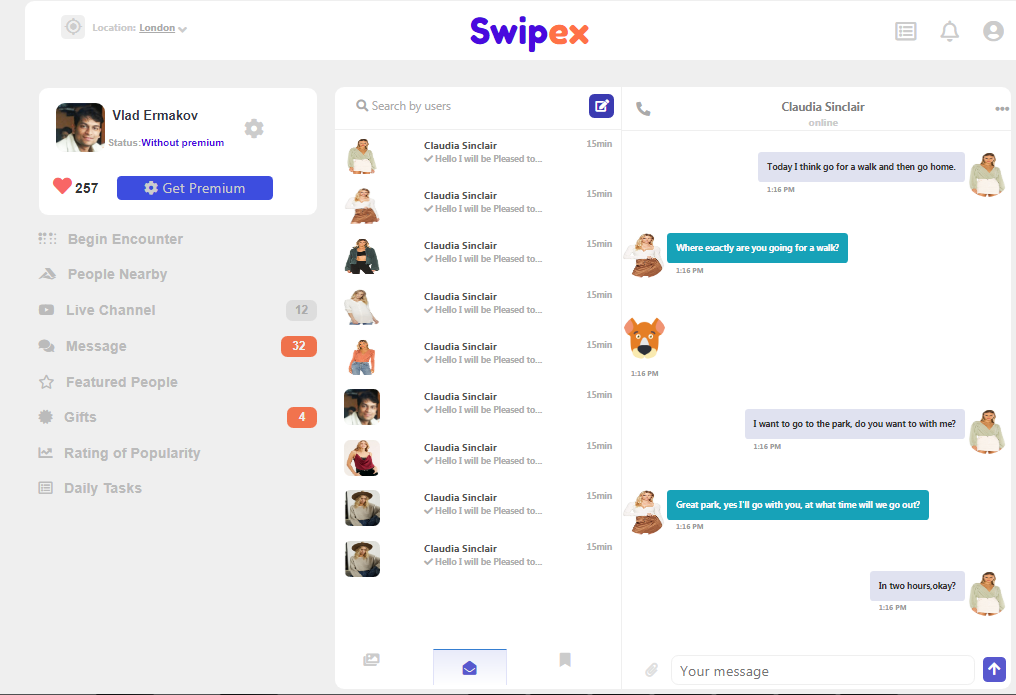 Location: London
Swipex
Vlad Ermakov
Status:Without premium
257
Get Premium
Begin Encounter
People Nearby
Live Channel 12
Message 32
Featured People
Gifts 4
Rating of Popularity
Daily Tasks
Search by users
Claudia Sinclair 15min
Hello I will be Pleased to...
Claudia Sinclair 15min
Hello I will be Pleased to...
Claudia Sinclair 15min
Hello I will be Pleased to...
Claudia Sinclair 15min
Hello I will be Pleased to...
Claudia Sinclair 15min
Hello I will be Pleased to...
Claudia Sinclair 15min
Hello I will be Pleased to...
Claudia Sinclair 15min
Hello I will be Pleased to...
Claudia Sinclair 15min
Hello I will be Pleased to...
Claudia Sinclair 15min
Hello I will be Pleased to...
Claudia Sinclair
online
Today I think go for a walk and then go home.
1:16 PM
Where exactly are you going for a walk?
1:16 PM
1:16 PM
I want to go to the park, do you want to with me?
1:16 PM
Great park, yes I'll go with you, at what time will we go out?
1:16 PM
In two hours,okay?
1:16 PM
Your message